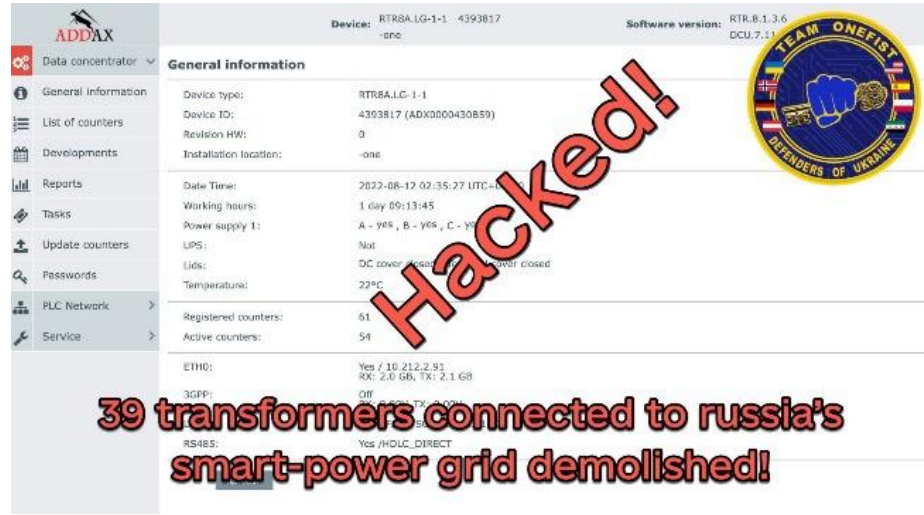 ADDAX
Device: RTR8A.LG-1-1 4393817
-one
Software version: RTR.8.1.3.6
DCU.7.11
TEAM ONEFIST
DEFENDERS OF UKRAINE
Data concentrator
General information
List of counters
Developments
Reports
Tasks
Update counters
Passwords
PLC Network
Service
General information
Device type: RTR8A.LG-1-1
Device ID: 4393817 (ADX0000430B59)
Revision HW: 0
Installation location: -one
Date Time: 2022-08-12 02:35:27
Working hours: 1 day 09:13:45
Power supply 1: A - yes , B - yes , C -
UPS: Not
Lids: DC cover closed, cover closed
Temperature: 22°C
Registered counters: 61
Active counters: 54
ETH0: Yes / 10.212.2.91
RX: 2.0 GB, TX: 2.1 GB
3GPP: Off
RS485: Yes /HDLC_DIRECT
Hacked!
39 transformers connected to russia's
smart-power grid demolished!